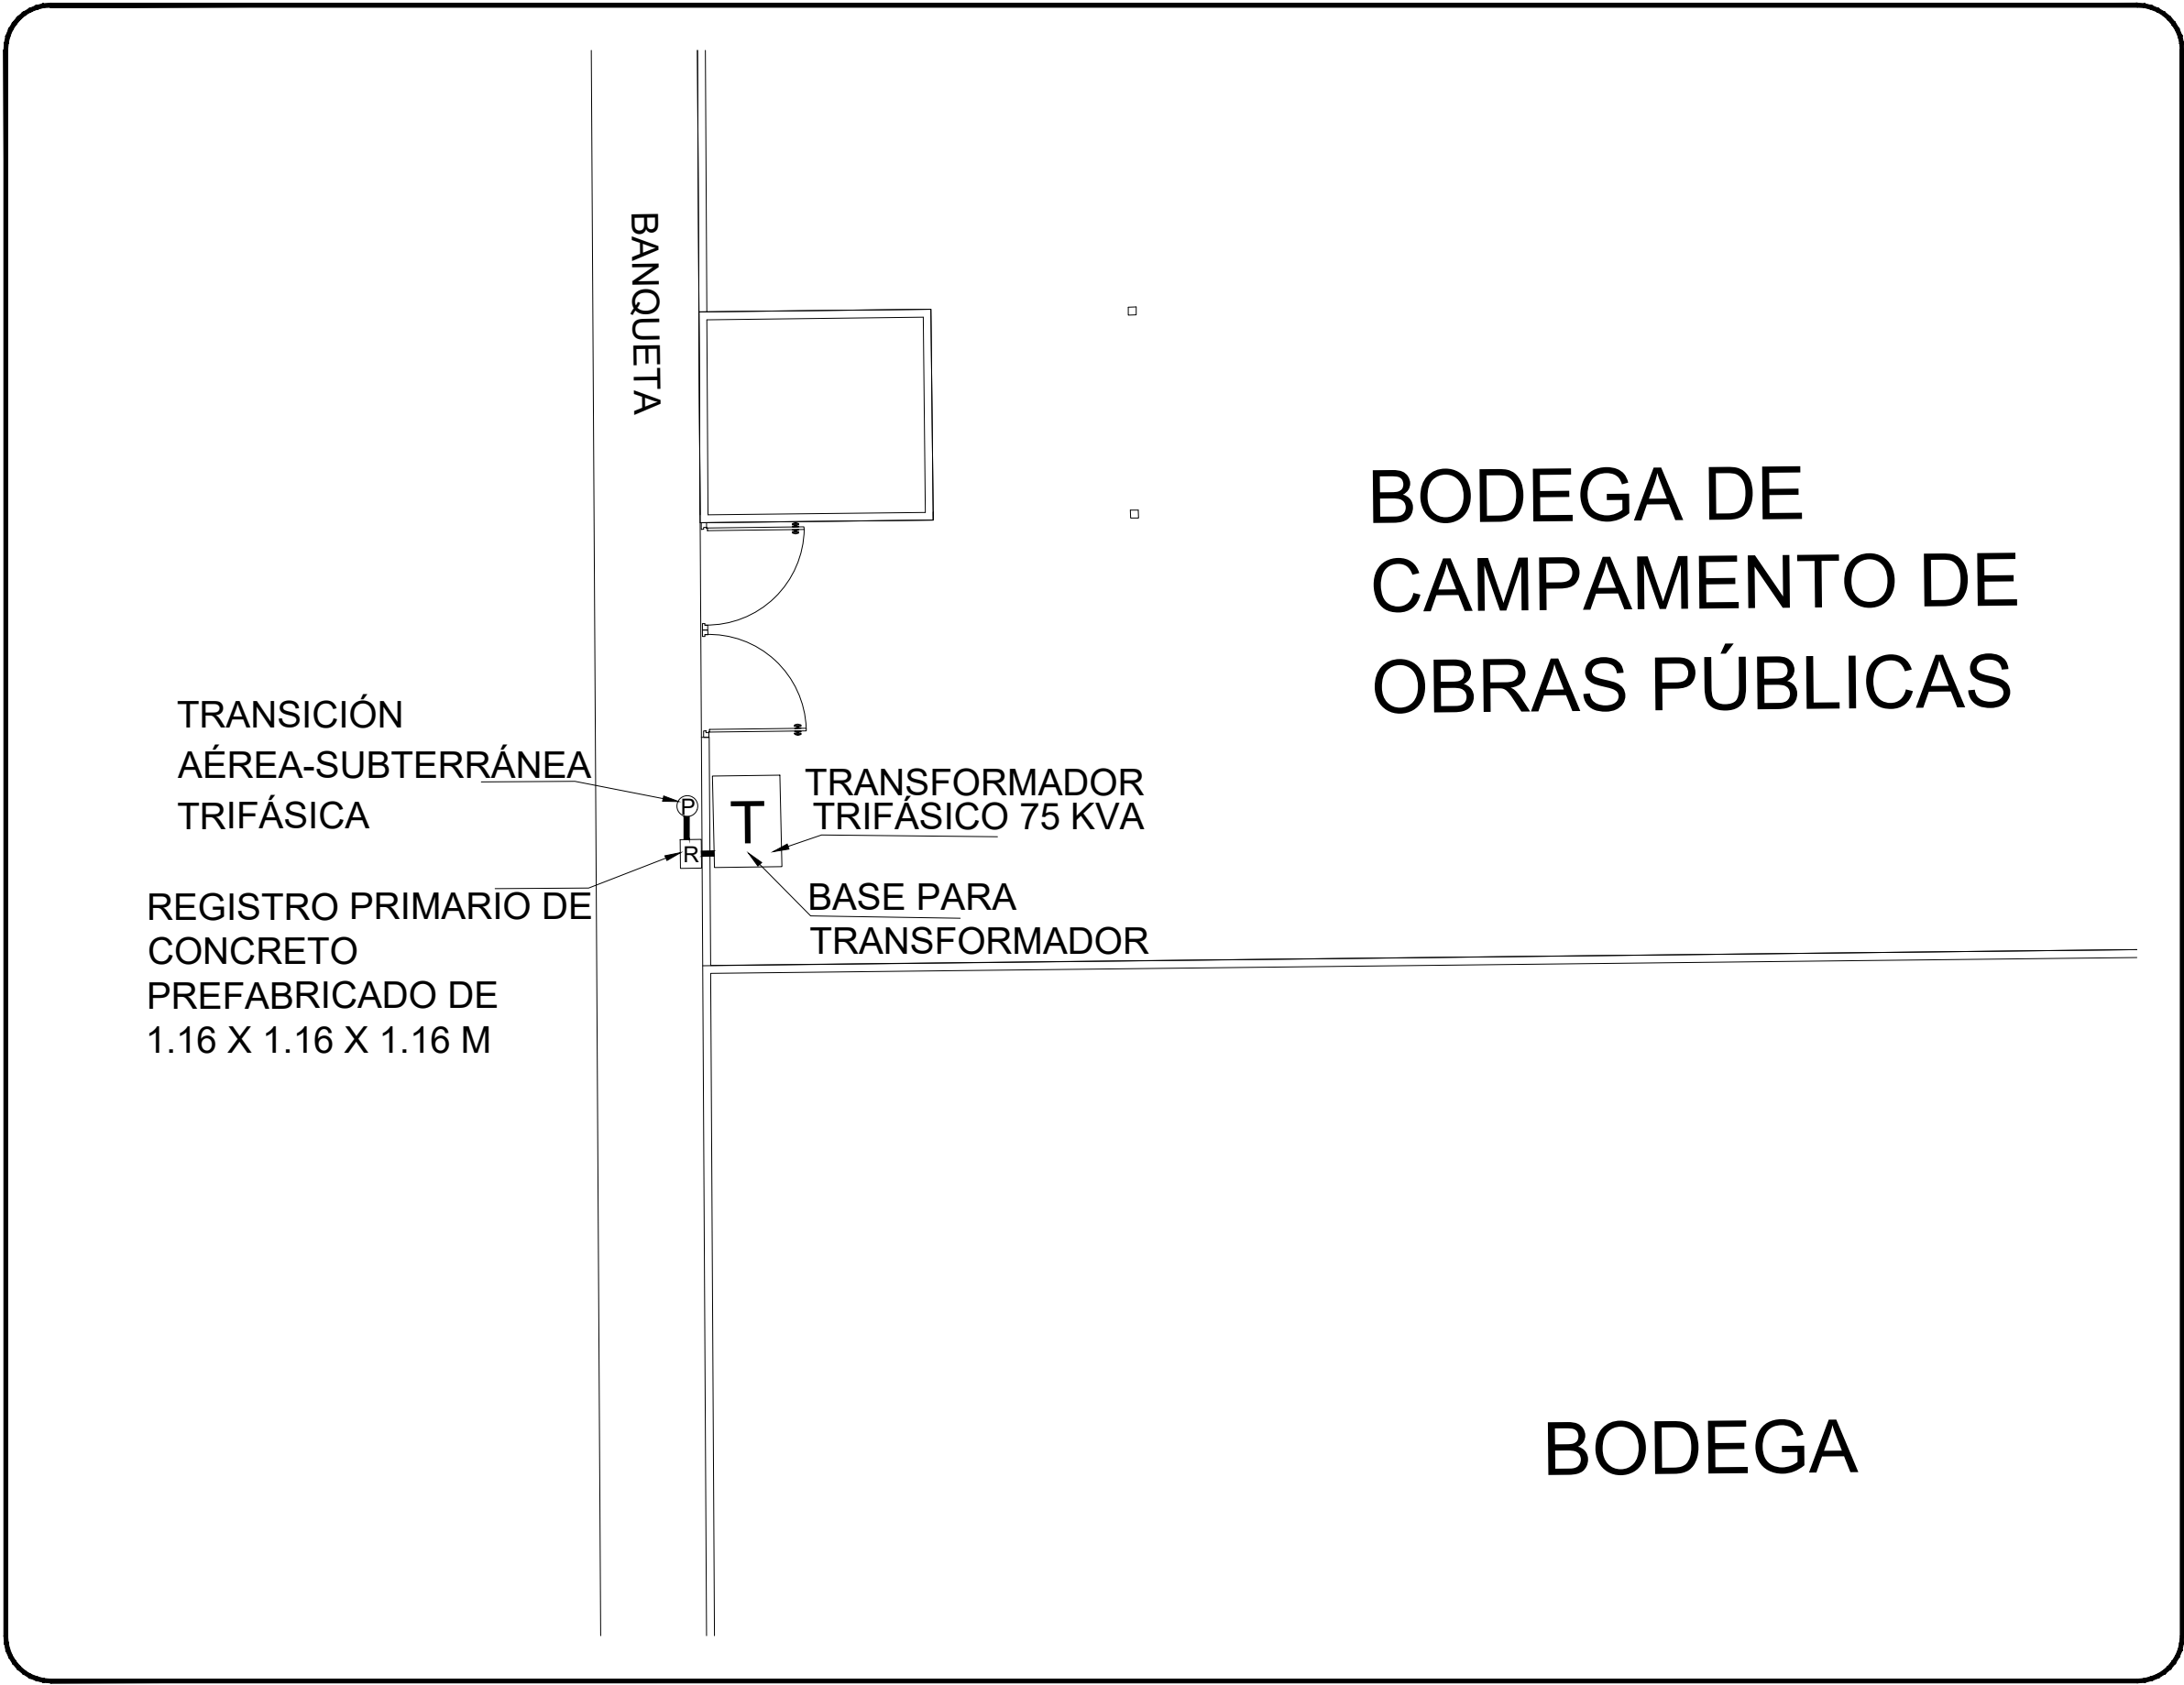 BANQUETA
BODEGA DE
CAMPAMENTO DE
OBRAS PÚBLICAS
TRANSICIÓN
AÉREA-SUBTERRÁNEA
TRIFÁSICA
P
R
T
TRANSFORMADOR
TRIFÁSICO 75 KVA
BASE PARA
TRANSFORMADOR
REGISTRO PRIMARIO DE
CONCRETO
PREFABRICADO DE
1.16 X 1.16 X 1.16 M
BODEGA